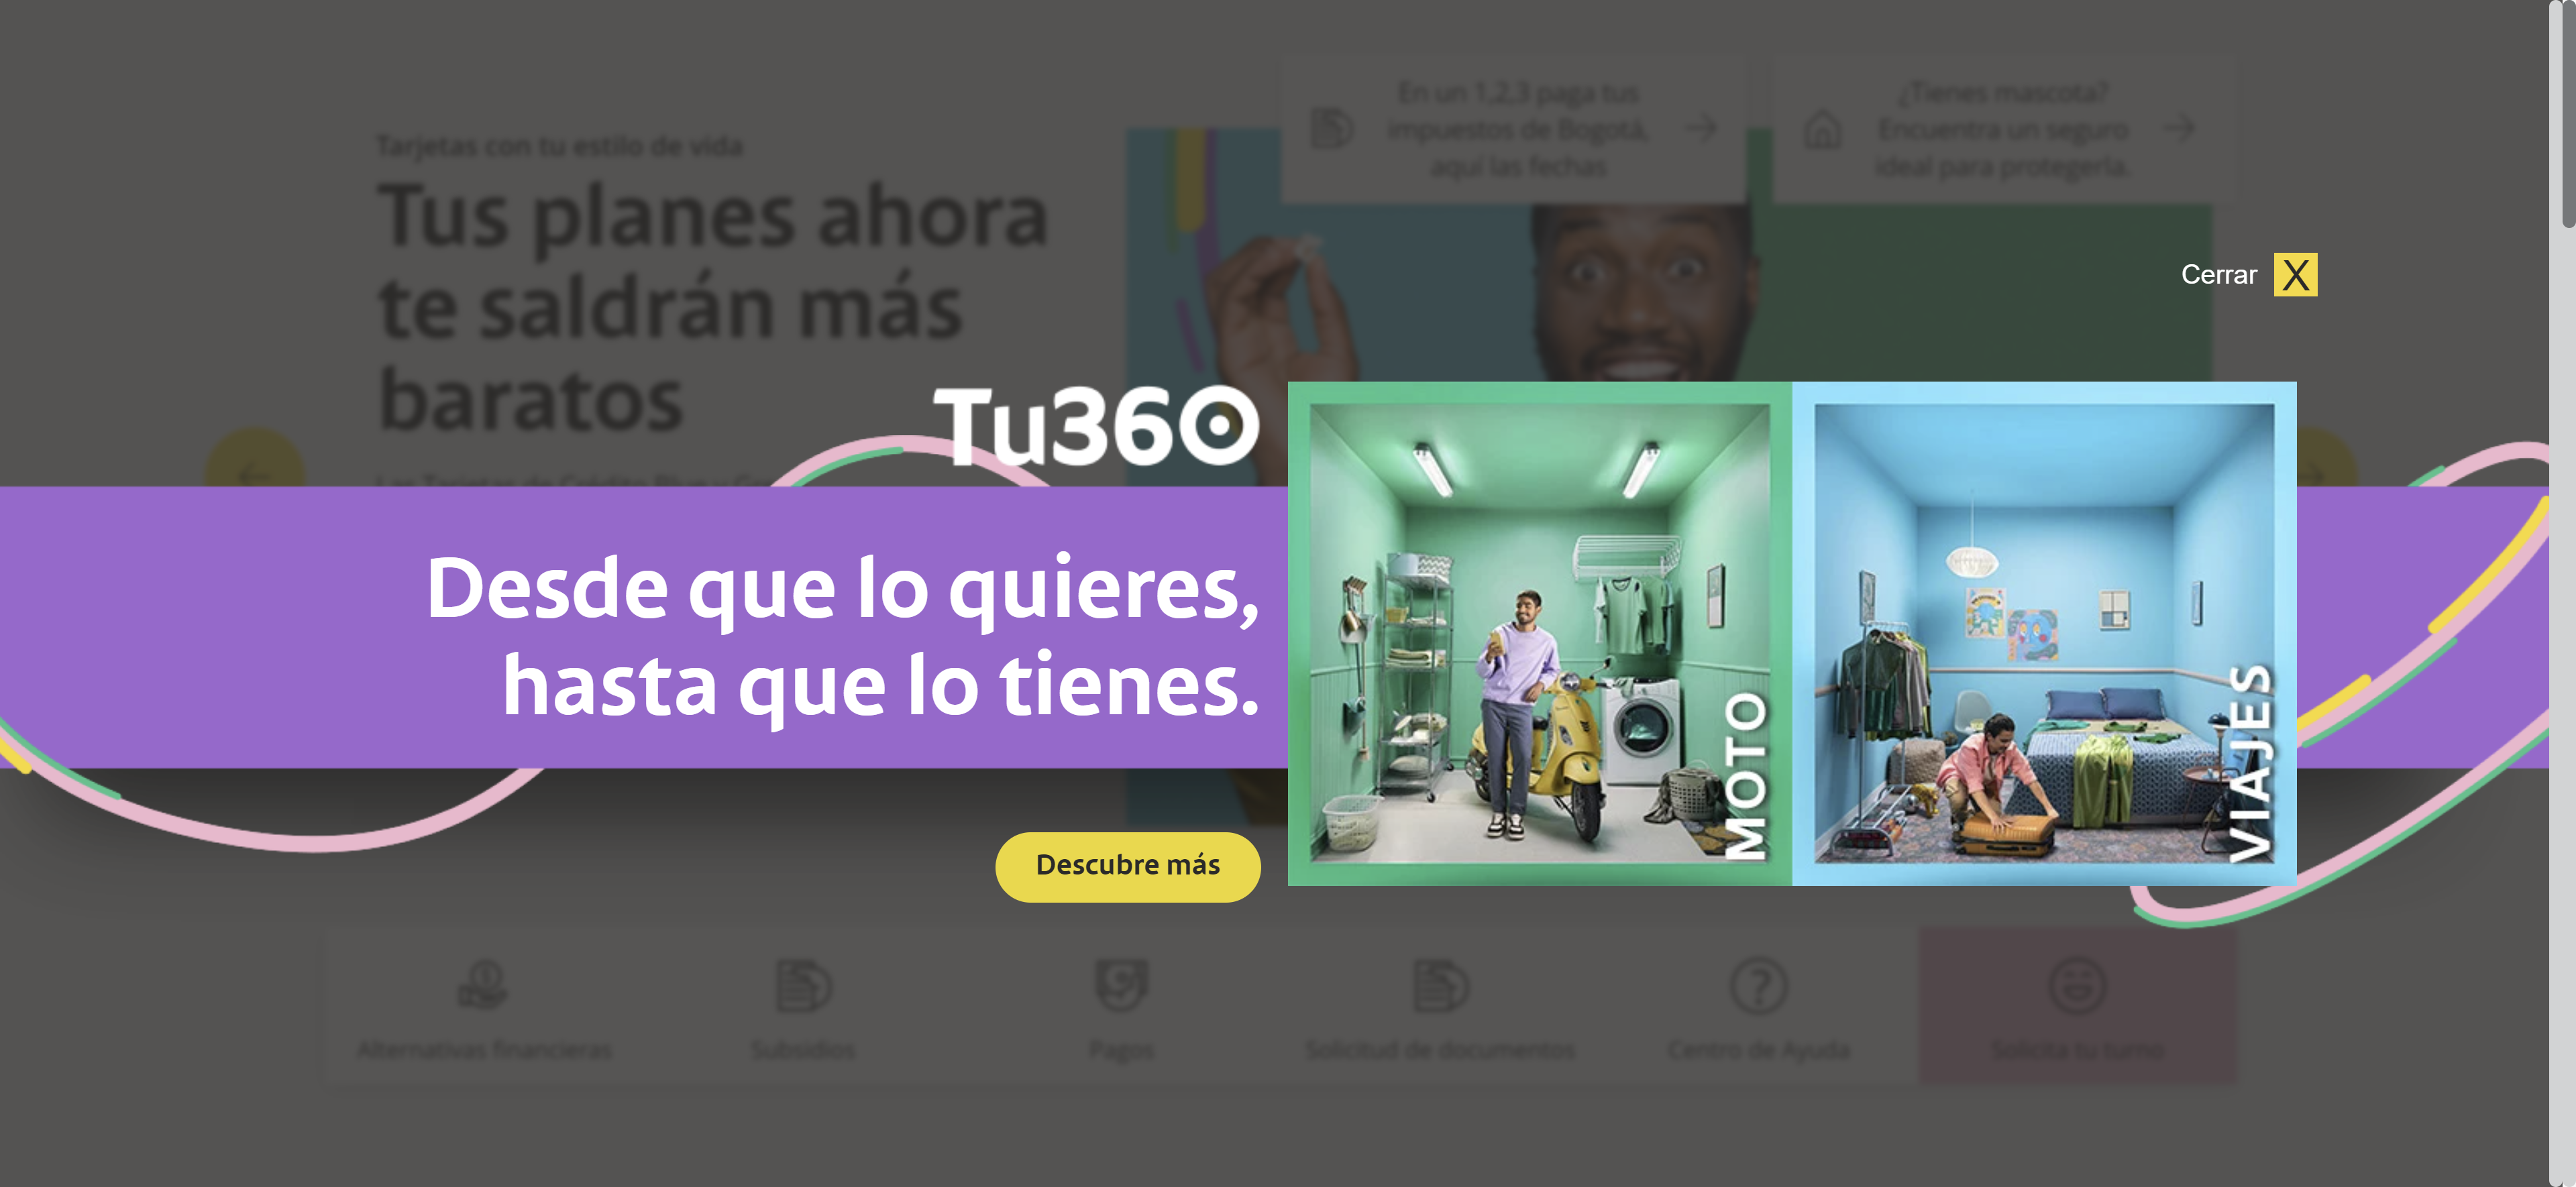 En un 1,2,3 paga tus
impuestos de Bogotá,
aquí las fechas
¿Tienes mascota?
Encuentra un seguro
ideal para protegerla.
Tarjetas con tu estilo de vida
Tus planes ahora
te saldrán más
baratos
Cerrar X
Tu360
Desde que lo quieres,
hasta que lo tienes.
Descubre más
MOTO
VIAJES
Alternativas financieras
Subsidios
Pagos
Solicitud de documentos
Centro de Ayuda
Solicita tu turno